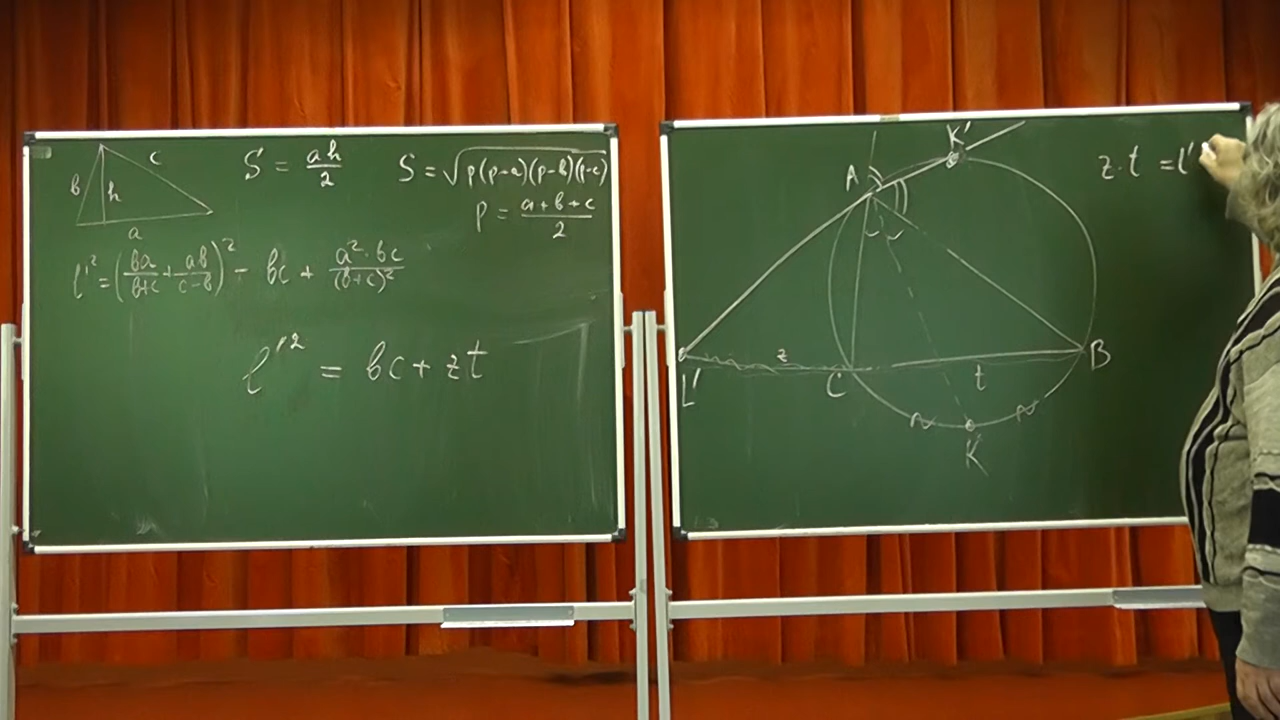 b c
h
a
S = ah/2
S = √p(p-a)(p-b)(p-c)
p = (a+b+c)/2
l'² = (ba/(b+c) + ab/(c-b))² - bc + a²·bc/(b+c)²
l'² = bc + zt
K'
A
z·t = l'
z
L' C t B
K